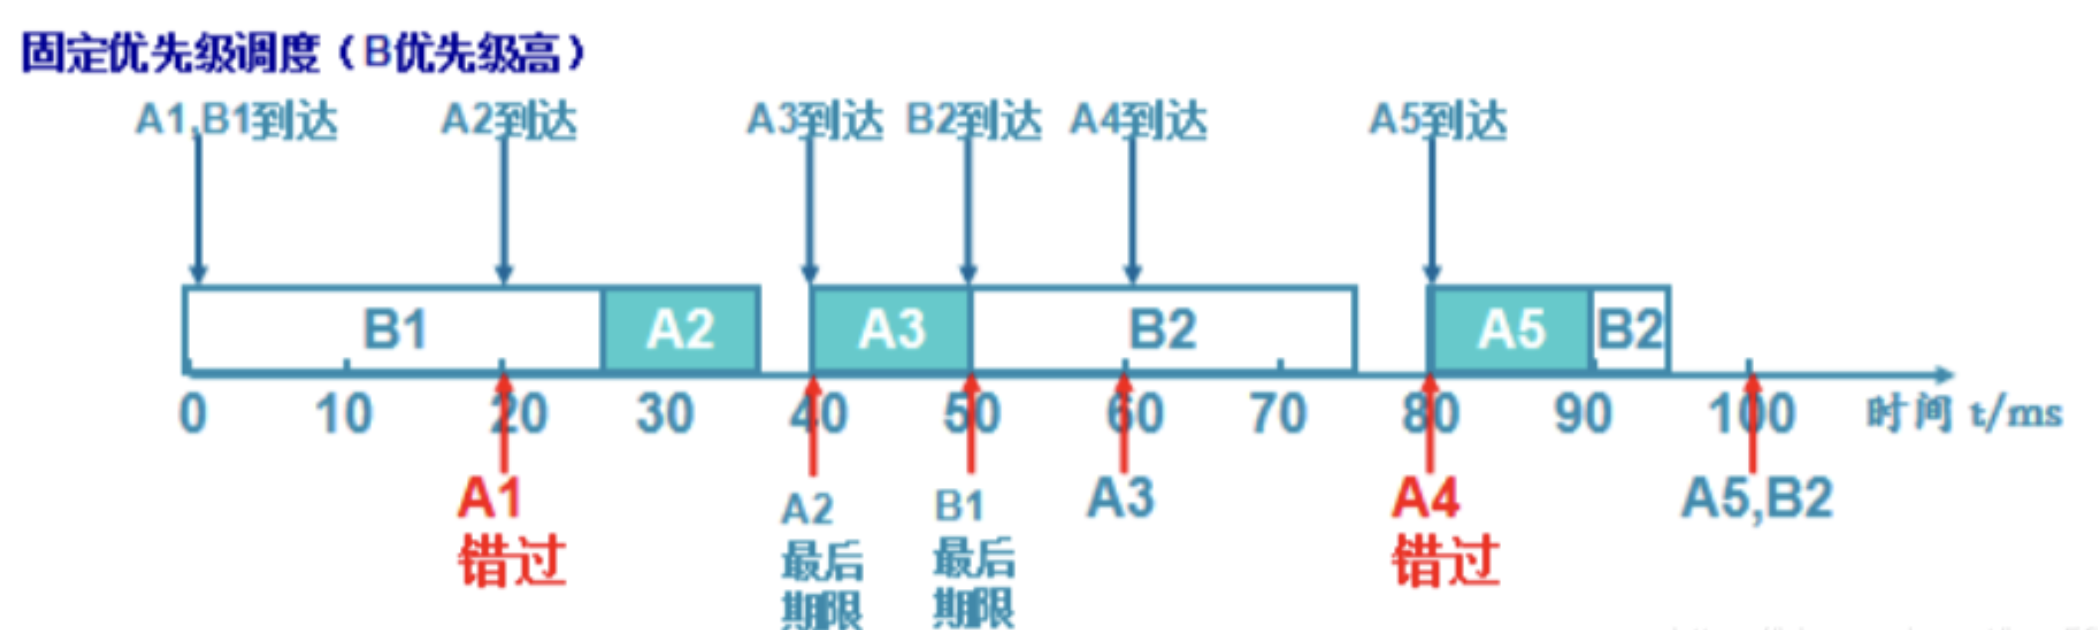 固定优先级调度（B优先级高）
A1,B1到达 A2到达 A3到达 B2到达 A4到达 A5到达
B1 A2 A3 B2 A5 B2
0 10 20 30 40 50 60 70 80 90 100 时间 t/ms
A1 A2 B1 A3 A4 A5,B2
错过 最后 最后 错过
期限 期限